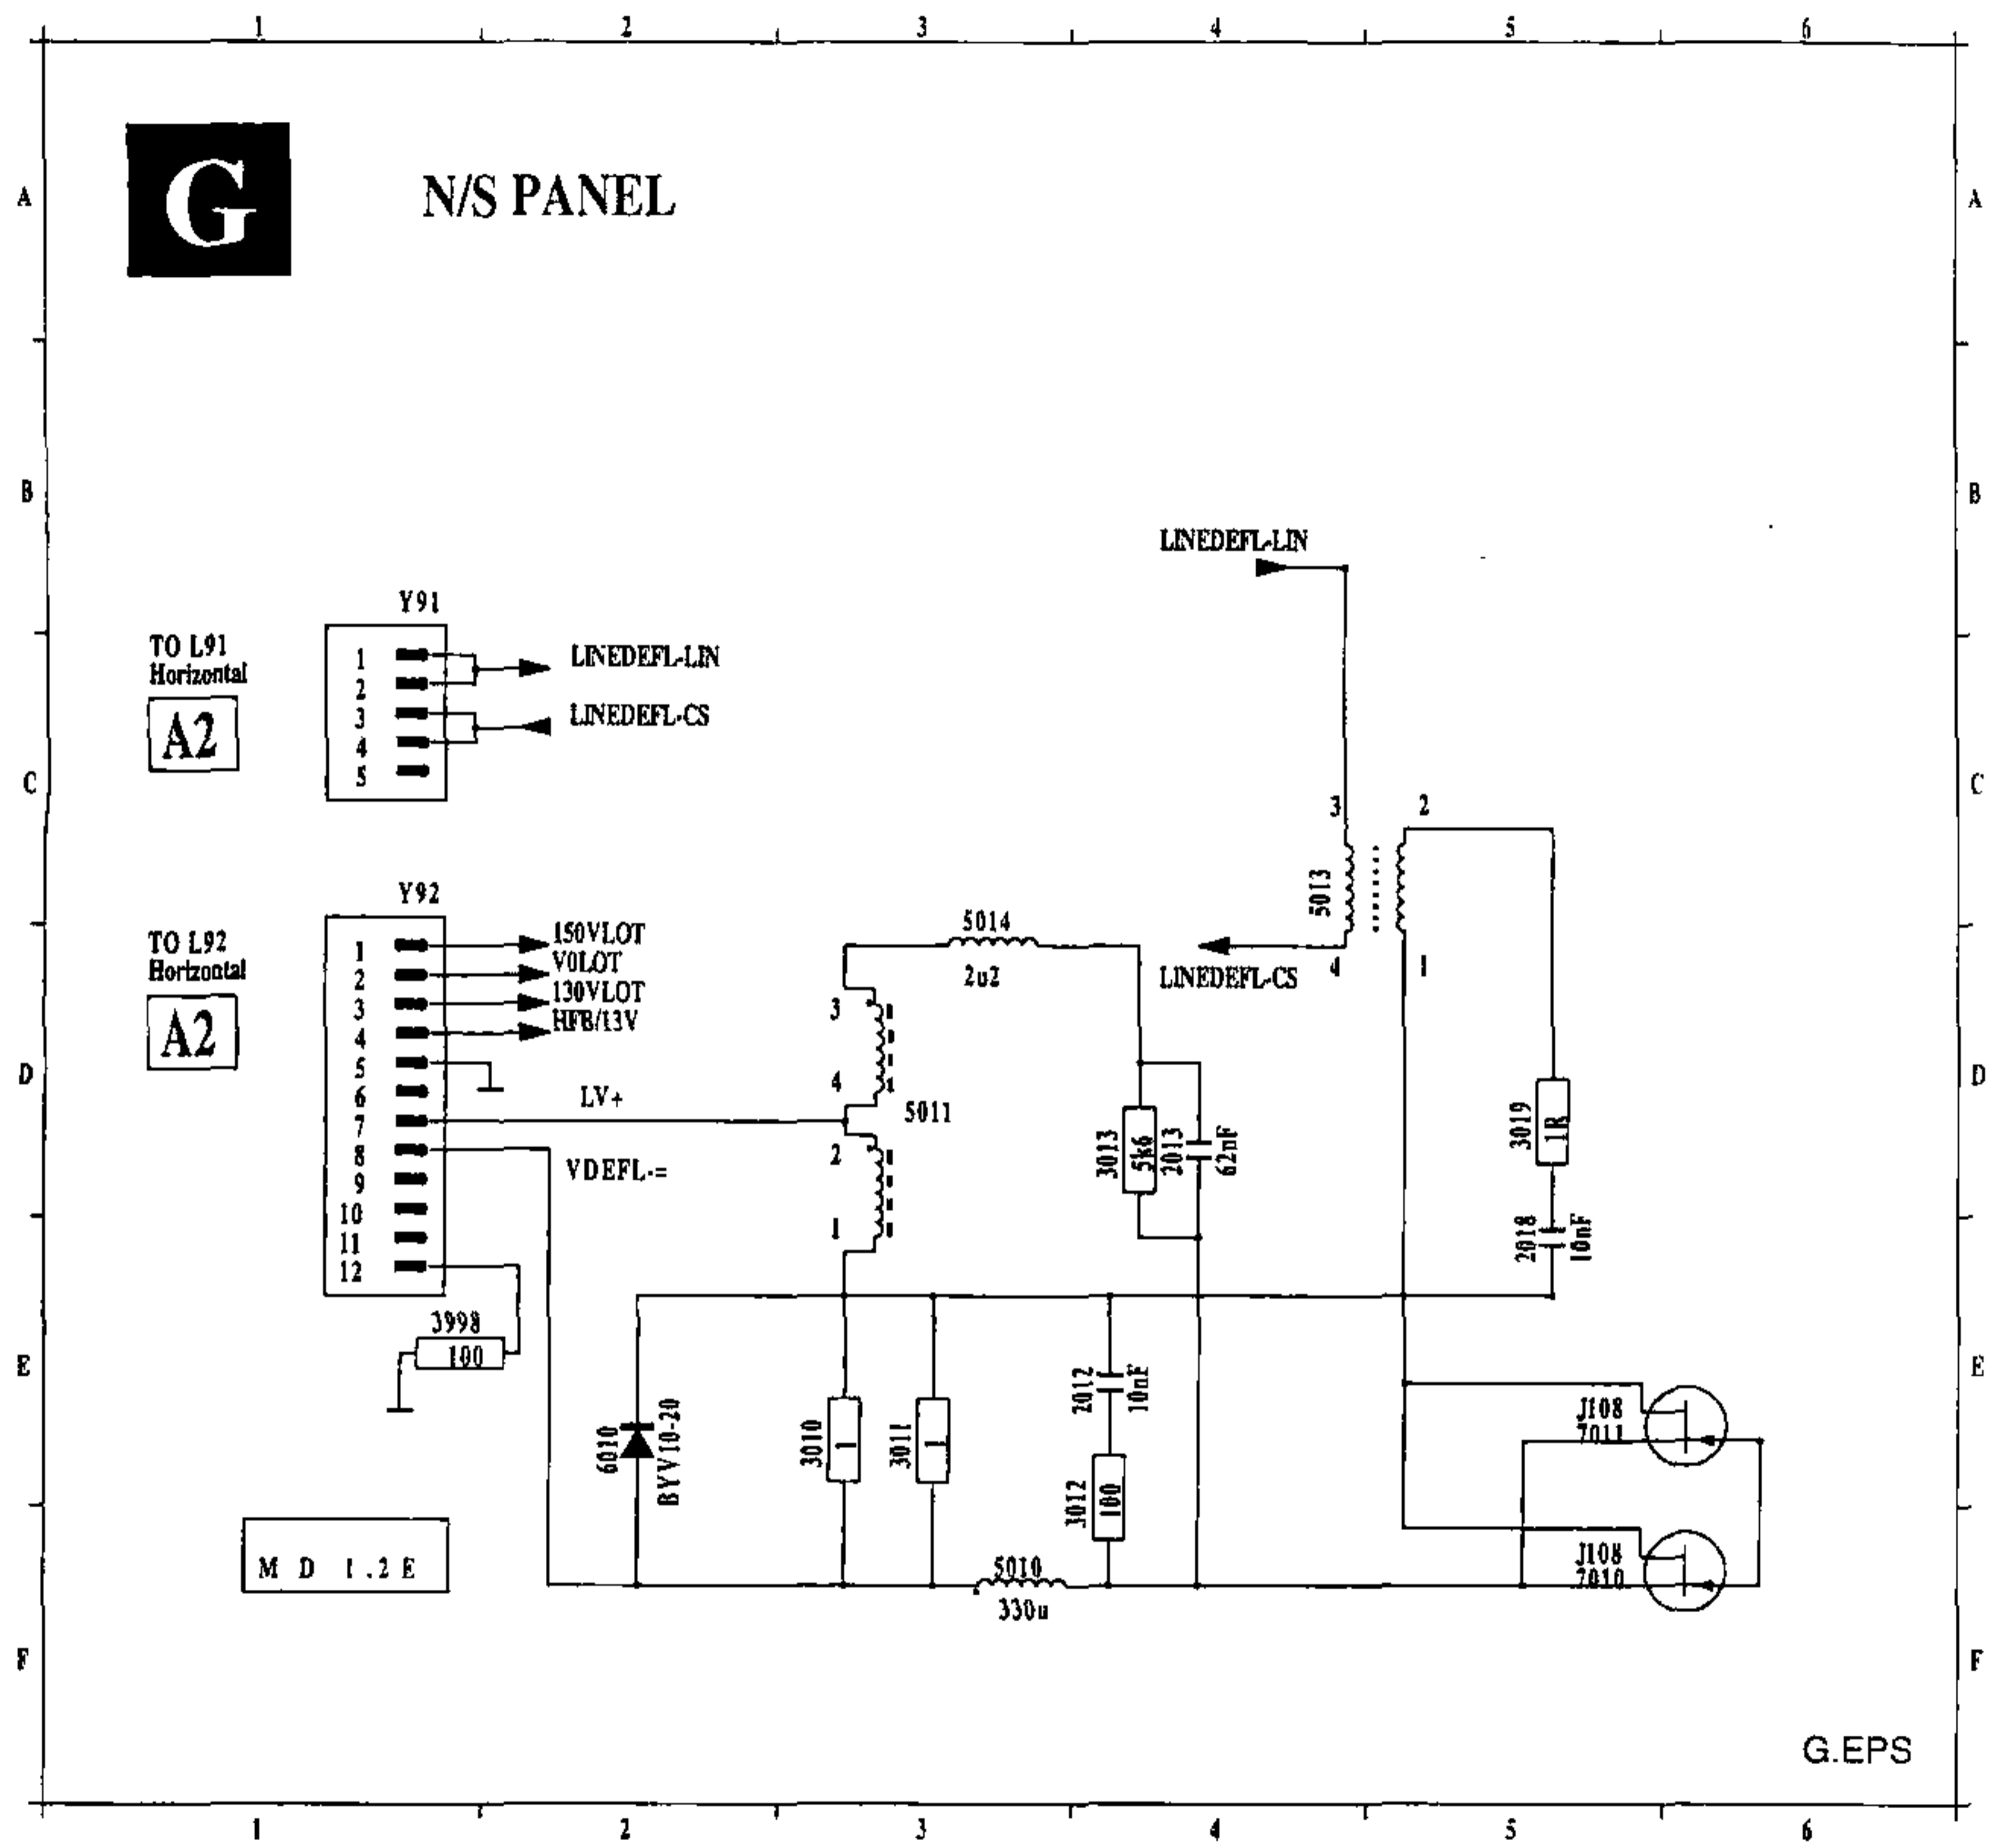 1 2 3 4 5 6
A A
G N/S PANEL
B B
LINEDEFL-LIN
Y91
TO L91
Horizontal
A2
1 LINEDEFL-LIN
2
3 LINEDEFL-CS
4
5
C C
3 2
5013
4 1
LINEDEFL-CS
Y92
TO L92
Horizontal
A2
1 150VLOT
2 V0LOT
3 130VLOT
4 HFB/13V
5
6
7 LV+
8 VDEFL-=
9
10
11
12
D D
5014
2u2
3
4
5011
2
1
3013
5k6
2013
62nF
3019
1R
2018
10nF
3998
100
E E
6010
BYV10-20
3010
1
3011
1
2012
10nF
3012
100
J108
7011
J108
7010
5010
330u
MD 1.2E
F F
G.EPS
1 2 3 4 5 6